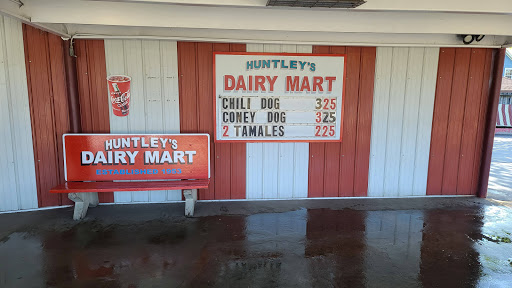 HUNTLEY'S
DAIRY MART
CHILI DOG 325
CONEY DOG 325
2 TAMALES 225
Coca-Cola
HUNTLEY'S
DAIRY MART